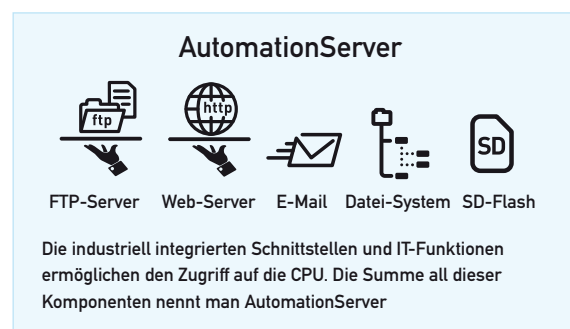 AutomationServer
ftp
http
SD
FTP-Server Web-Server E-Mail Datei-System SD-Flash
Die industriell integrierten Schnittstellen und IT-Funktionen
ermöglichen den Zugriff auf die CPU. Die Summe all dieser
Komponenten nennt man AutomationServer